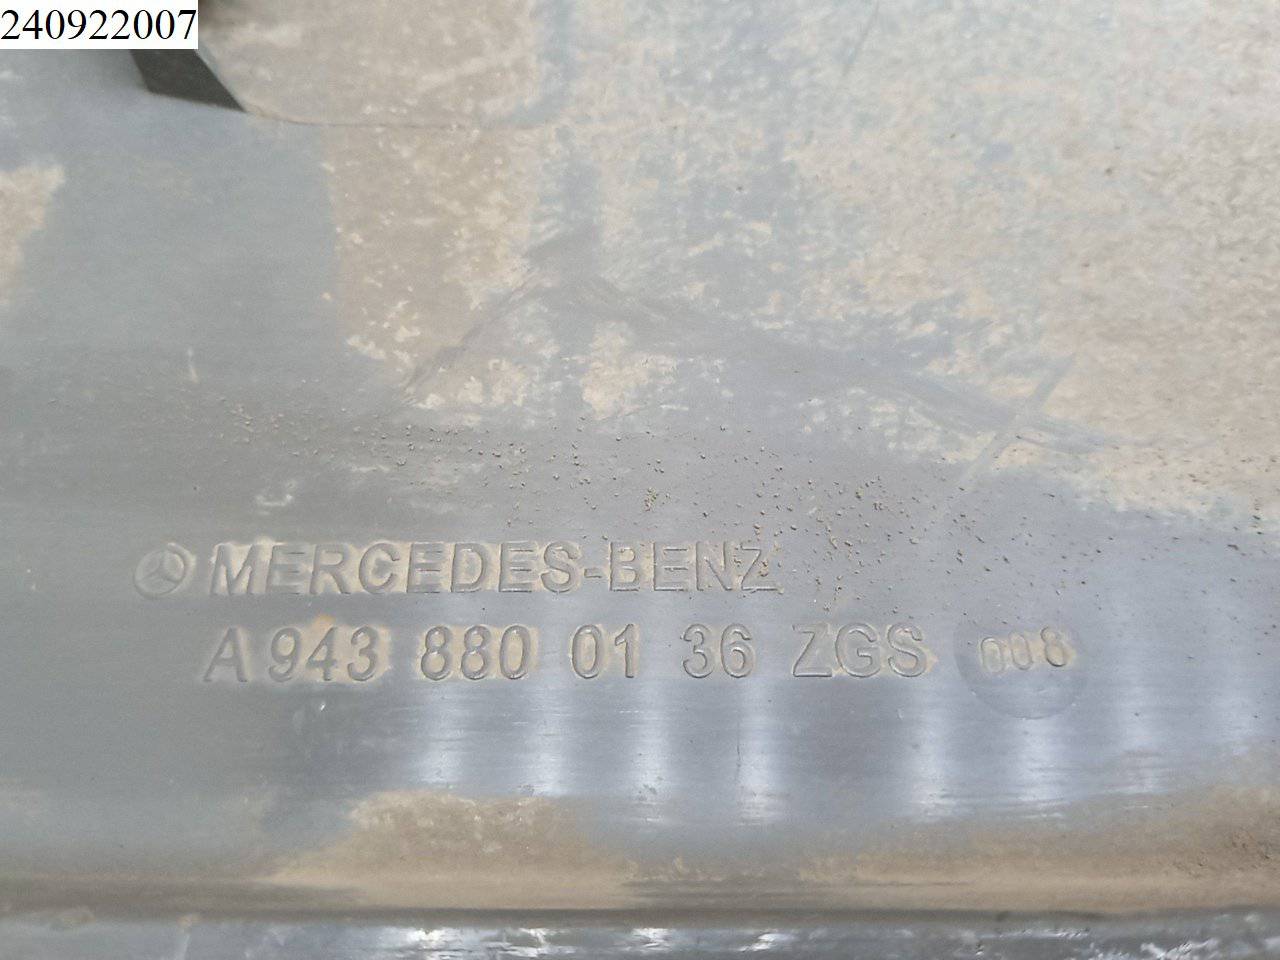 240922007
MERCEDES-BENZ
A 943 880 01 36 ZGS 008